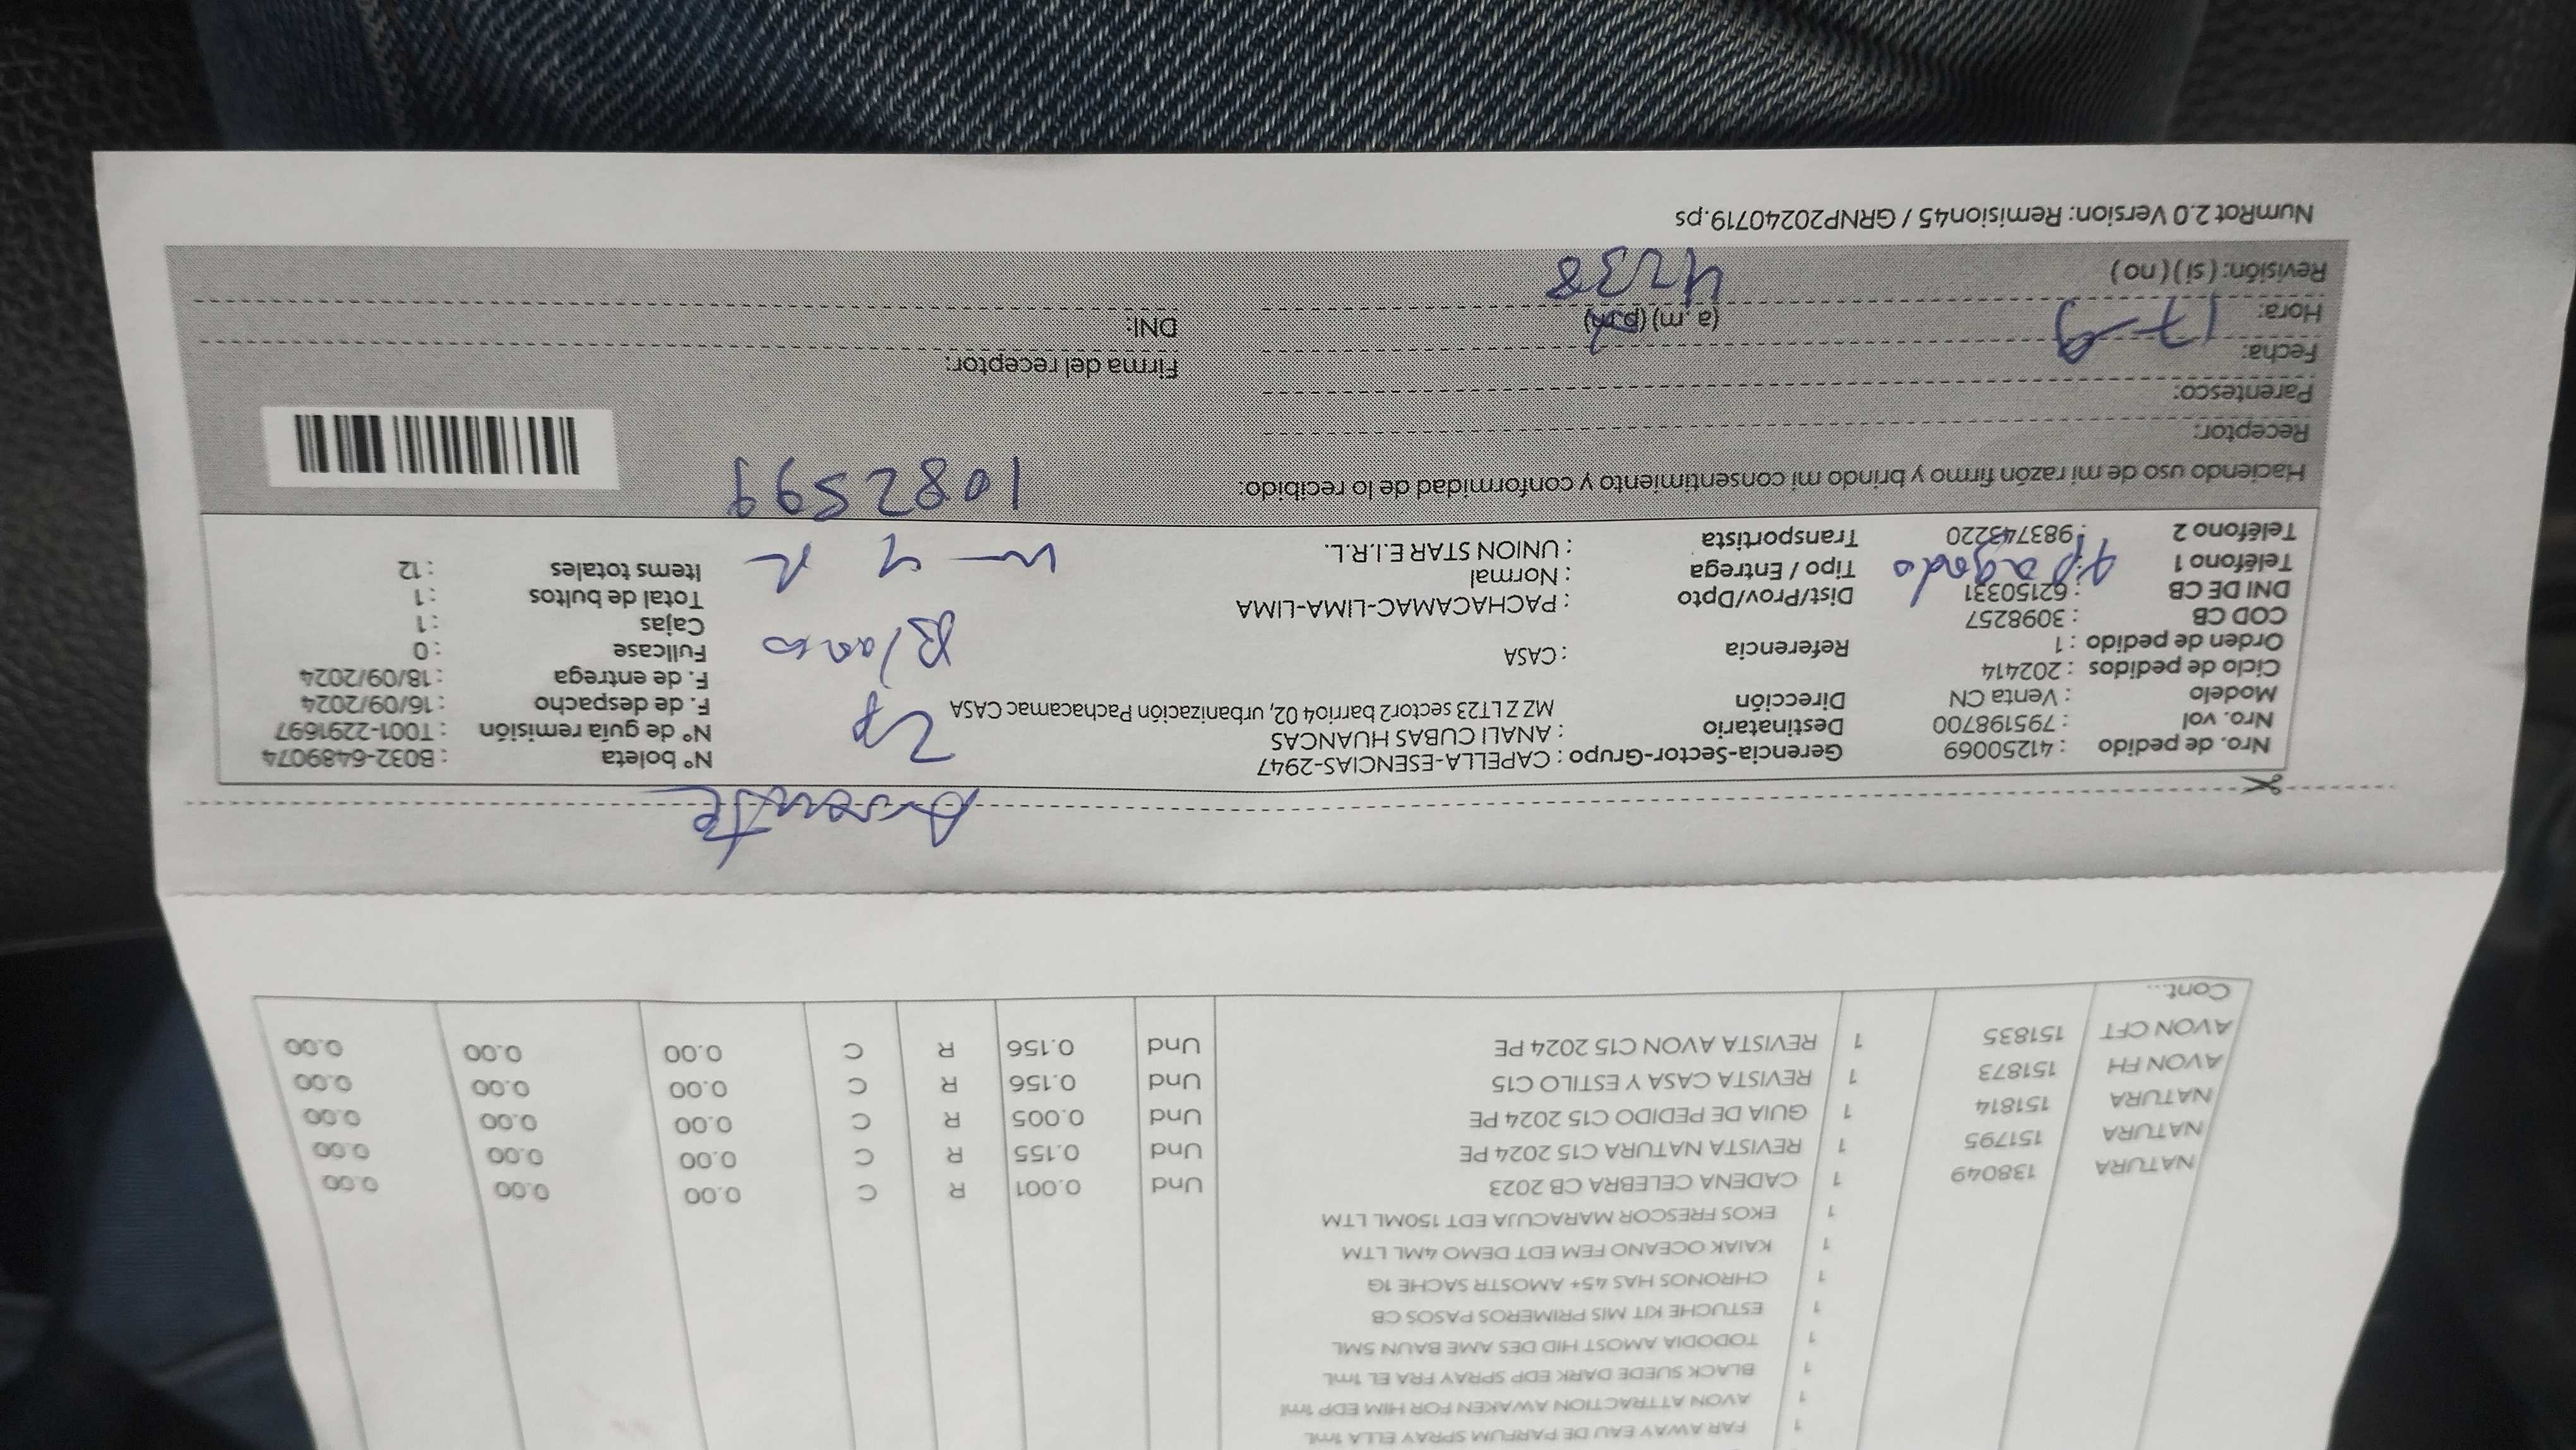 FAR AWAY EAU DE PARFUM SPRAY ELLA 1mL
1 AVON ATTRACTION AWAKEN FOR HIM EDP 1ml
1 BLACK SUEDE DARK EDP SPRAY FRA EL 1mL
1 TODODIA AMOST HID DES AME BAUN 5ML
1 ESTUCHE KIT MIS PRIMEROS PASOS CB
1 CHRONOS HAS 45+ AMOSTR SACHE 1G
1 KAIAK OCEANO FEM EDT DEMO 4ML LTM
1 EKOS FRESCOR MARACUJA EDT 150ML LTM
NATURA 138049 1 CADENA CELEBRA CB 2023 Und 0.001 R C 0.00 0.00 0.00
NATURA 151795 1 REVISTA NATURA C15 2024 PE Und 0.155 R C 0.00 0.00 0.00
NATURA 151814 1 GUIA DE PEDIDO C15 2024 PE Und 0.005 R C 0.00 0.00 0.00
AVON FH 151873 1 REVISTA CASA Y ESTILO C15 Und 0.156 R C 0.00 0.00 0.00
AVON CFT 151835 1 REVISTA AVON C15 2024 PE Und 0.156 R C 0.00 0.00 0.00
Cont...
Ausente
Nro. de pedido : 41250069
Nro. vol : 795198700
Modelo : Venta CN
Ciclo de pedidos : 202414
Orden de pedido : 1
COD CB : 3098257
DNI DE CB : 62150331
Teléfono 1
Teléfono 2 : 983743220
pagado
Gerencia-Sector-Grupo : CAPELLA-ESENCIAS-2947
Destinatario : ANALI CUBAS HUANCAS
Dirección MZ Z LT23 sector2 barrio4 02, urbanización Pachacamac CASA
Referencia : CASA
Dist/Prov/Dpto : PACHACAMAC-LIMA-LIMA
Tipo / Entrega : Normal
Transportista : UNION STAR E.I.R.L.
2p
Blanco
N° boleta : B032-6489074
N° de guía remisión : T001-2291697
F. de despacho : 16/09/2024
F. de entrega : 18/09/2024
Fullcase : 0
Cajas : 1
Total de bultos : 1
Items totales : 12
1082599
Haciendo uso de mi razón firmo y brindo mi consentimiento y conformidad de lo recibido:
Receptor:
Parentesco:
Fecha: 17-9
Hora: (a.m) (p.m)
Revisión: (si) (no)
4238
Firma del receptor:
DNI:
NumRot 2.0 Version: Remision45 / GRNP20240719.ps